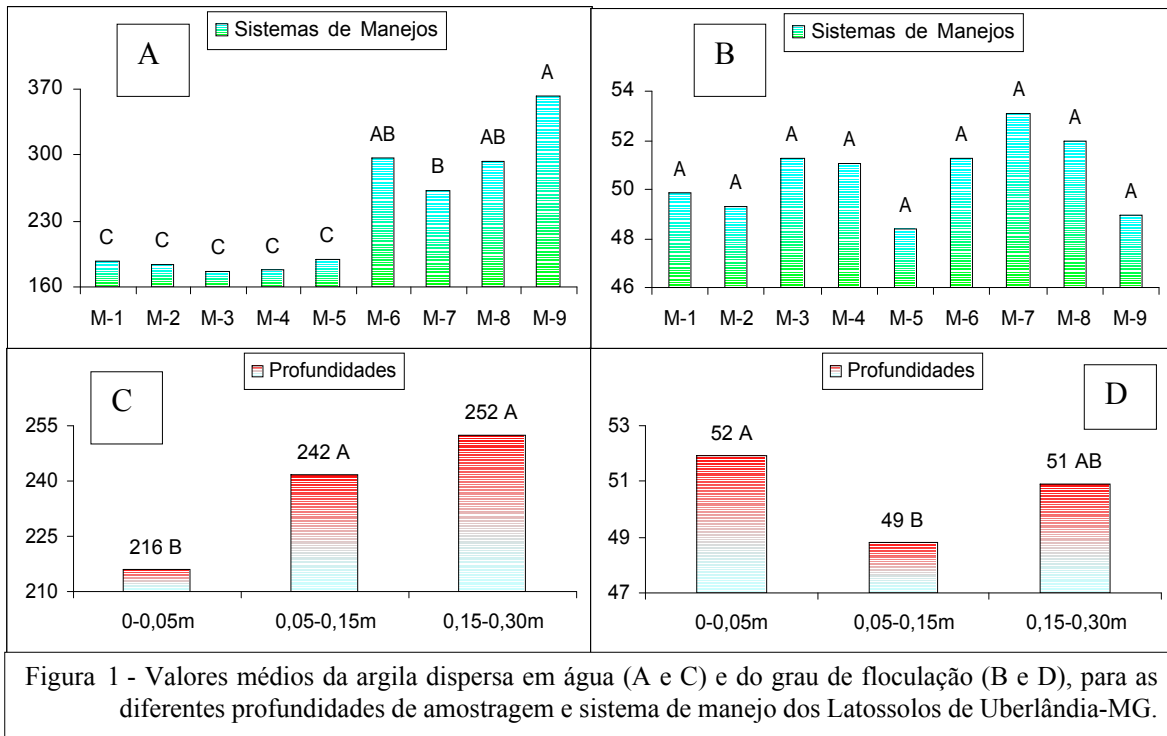 Sistemas de Manejos
A
370
300
230
160
C
C
C
C
C
AB
B
AB
A
M-1 M-2 M-3 M-4 M-5 M-6 M-7 M-8 M-9
Sistemas de Manejos
B
54
52
50
48
46
A
A
A
A
A
A
A
A
A
M-1 M-2 M-3 M-4 M-5 M-6 M-7 M-8 M-9
Profundidades
C
255
240
225
210
216 B
242 A
252 A
0-0,05m 0,05-0,15m 0,15-0,30m
Profundidades
D
53
51
49
47
52 A
49 B
51 AB
0-0,05m 0,05-0,15m 0,15-0,30m
Figura 1 - Valores médios da argila dispersa em água (A e C) e do grau de floculação (B e D), para as
diferentes profundidades de amostragem e sistema de manejo dos Latossolos de Uberlândia-MG.